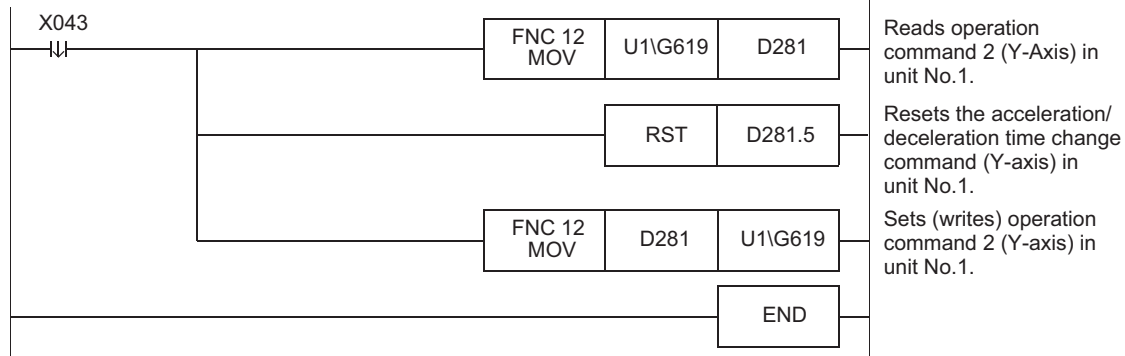 X043
FNC 12
MOV
U1\G619
D281
Reads operation
command 2 (Y-Axis) in
unit No.1.
RST
D281.5
Resets the acceleration/
deceleration time change
command (Y-axis) in
unit No.1.
FNC 12
MOV
D281
U1\G619
Sets (writes) operation
command 2 (Y-axis) in
unit No.1.
END